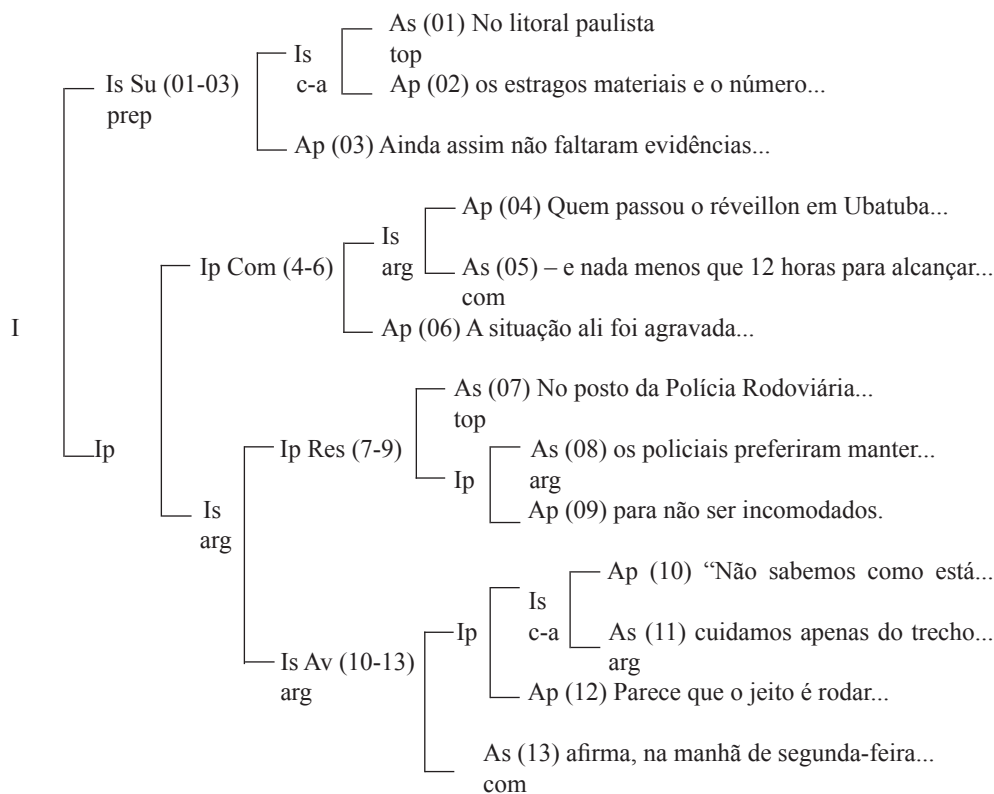 As (01) No litoral paulista
top
Is
c-a
Is Su (01-03)
prep
Ap (02) os estragos materiais e o número...
Ap (03) Ainda assim não faltaram evidências...
Ap (04) Quem passou o réveillon em Ubatuba...
Is
arg
Ip Com (4-6)
As (05) – e nada menos que 12 horas para alcançar...
com
Ap (06) A situação ali foi agravada...
I
As (07) No posto da Polícia Rodoviária...
top
Ip
Ip Res (7-9)
As (08) os policiais preferiram manter...
arg
Ip
Is
arg
Ap (09) para não ser incomodados.
Ap (10) “Não sabemos como está...
Is
c-a
Ip
As (11) cuidamos apenas do trecho...
arg
Is Av (10-13)
arg
Ap (12) Parece que o jeito é rodar...
As (13) afirma, na manhã de segunda-feira...
com